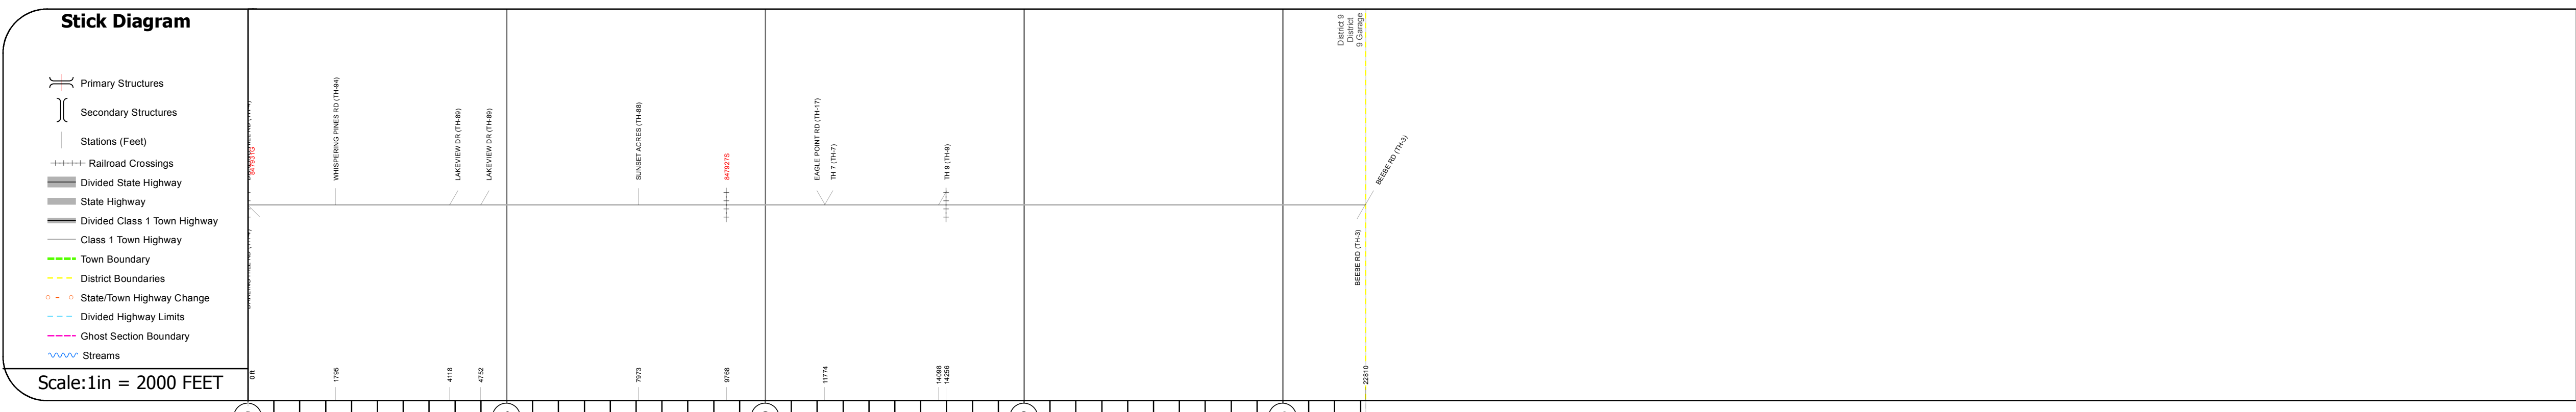 Stick Diagram
Primary Structures
Secondary Structures
Stations (Feet)
Railroad Crossings
Divided State Highway
State Highway
Divided Class 1 Town Highway
Class 1 Town Highway
Town Boundary
District Boundaries
State/Town Highway Change
Divided Highway Limits
Ghost Section Boundary
Streams
Scale:1in = 2000 FEET
847931G
WHISPERING PINES RD (TH-94)
LAKEVIEW DR (TH-89)
LAKEVIEW DR (TH-89)
SUNSET ACRES (TH-88)
847927S
EAGLE POINT RD (TH-17)
TH 7 (TH-7)
TH 9 (TH-9)
District 9
District
9 Garage
BEEBE RD (TH-3)
BEEBE RD (TH-3)
0 ft
1795
4118
4752
7973
9768
11774
14098
14256
22810